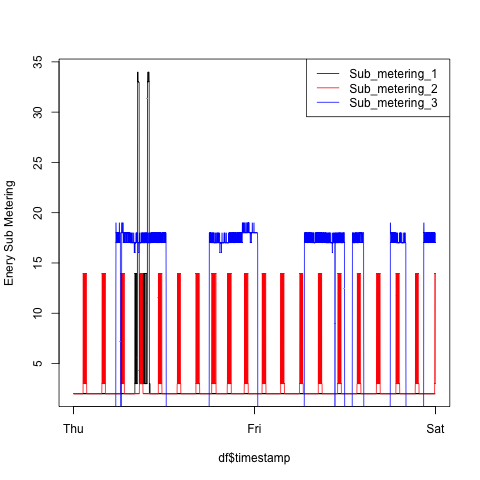 Sub_metering_1
Sub_metering_2
Sub_metering_3
Enery Sub Metering
35
30
25
20
15
10
5
Thu Fri Sat
df$timestamp